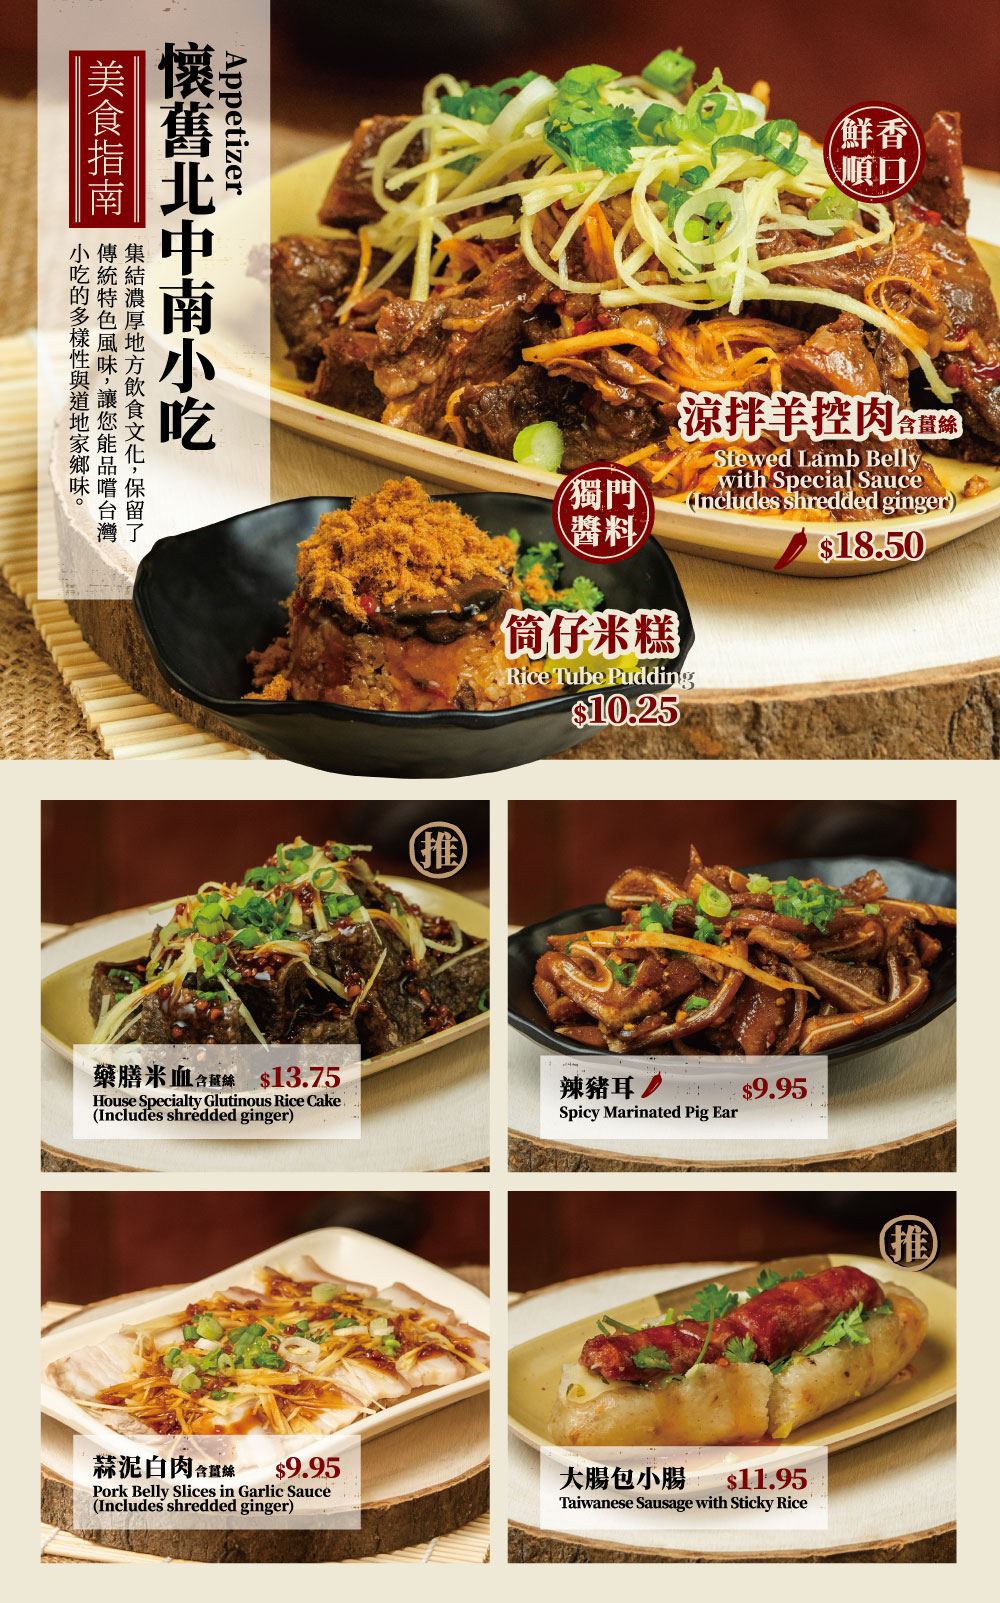 Appetizer
懷舊北中南小吃
美食指南
集結濃厚地方飲食文化，保留了
傳統特色風味，讓您能品嚐台灣
小吃的多樣性與道地家鄉味。
鮮香
順口
涼拌羊控肉含薑絲
Stewed Lamb Belly
with Special Sauce
(Includes shredded ginger)
$18.50
獨門
醬料
筒仔米糕
Rice Tube Pudding
$10.25
推
藥膳米血含薑絲 $13.75
House Specialty Glutinous Rice Cake
(Includes shredded ginger)
辣豬耳 $9.95
Spicy Marinated Pig Ear
蒜泥白肉含薑絲 $9.95
Pork Belly Slices in Garlic Sauce
(Includes shredded ginger)
推
大腸包小腸 $11.95
Taiwanese Sausage with Sticky Rice